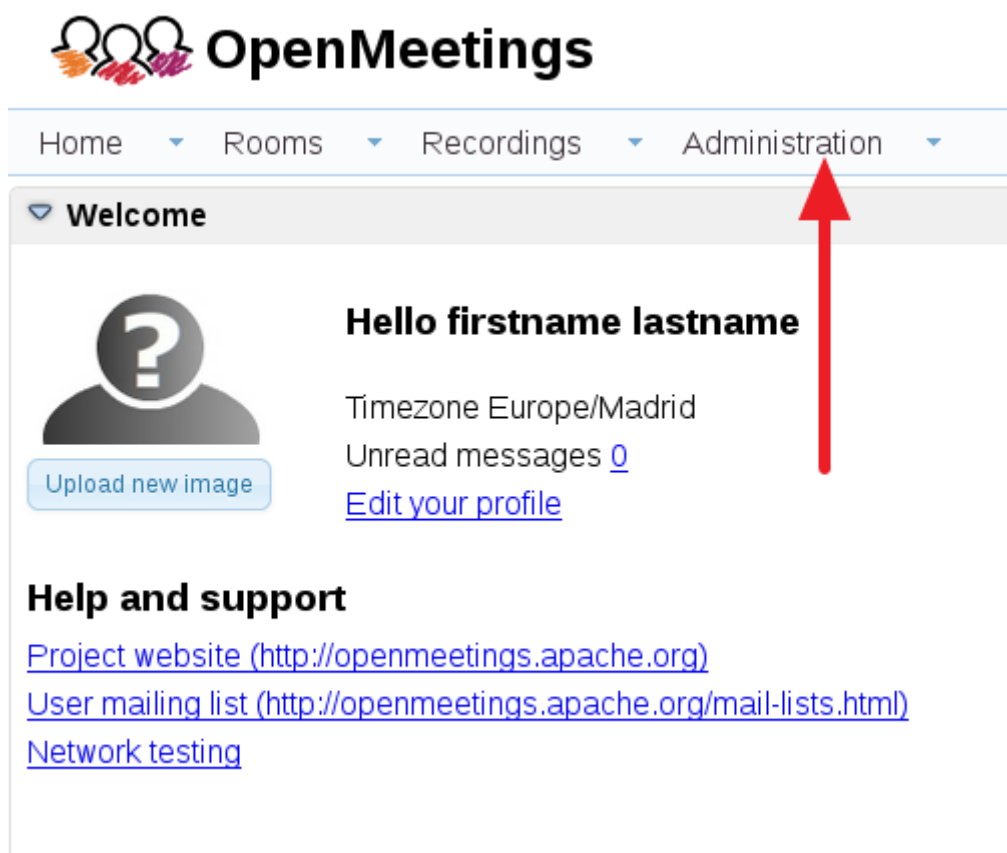 OpenMeetings
Home Rooms Recordings Administration
Welcome
?
Hello firstname lastname
Timezone Europe/Madrid
Unread messages 0
Upload new image
Edit your profile
Help and support
Project website (http://openmeetings.apache.org)
User mailing list (http://openmeetings.apache.org/mail-lists.html)
Network testing